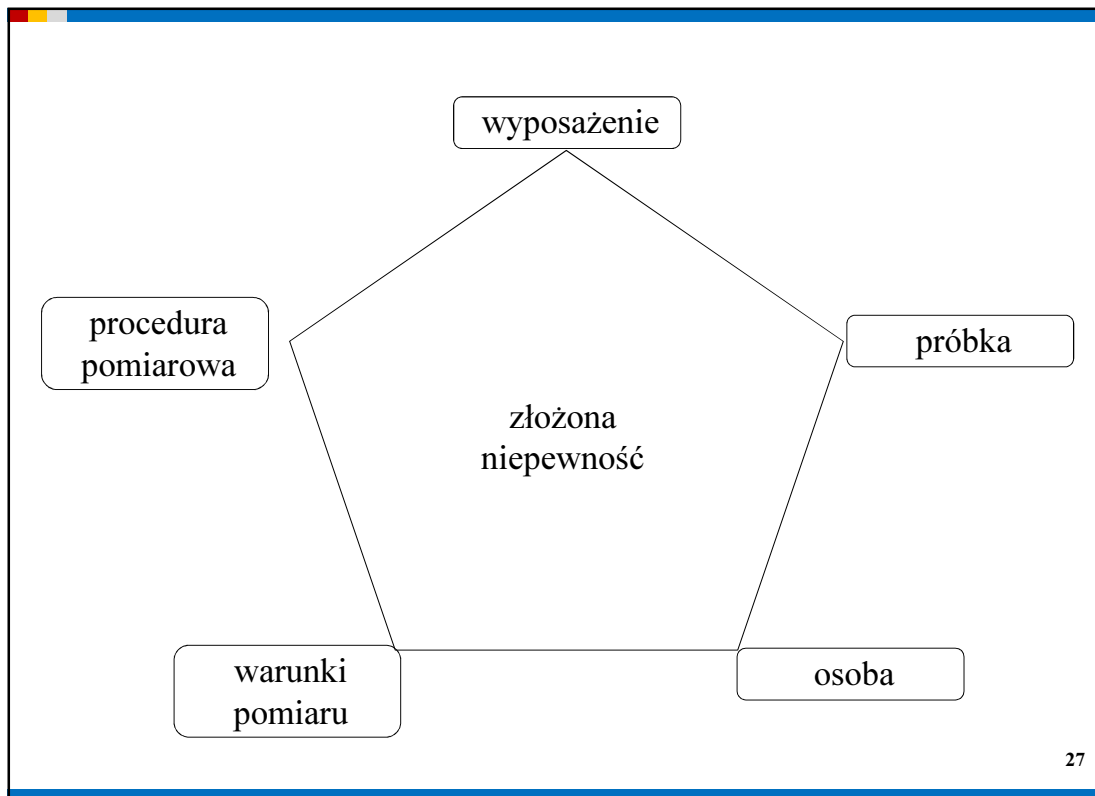 wyposażenie
procedura
pomiarowa
próbka
złożona
niepewność
warunki
pomiaru
osoba
27